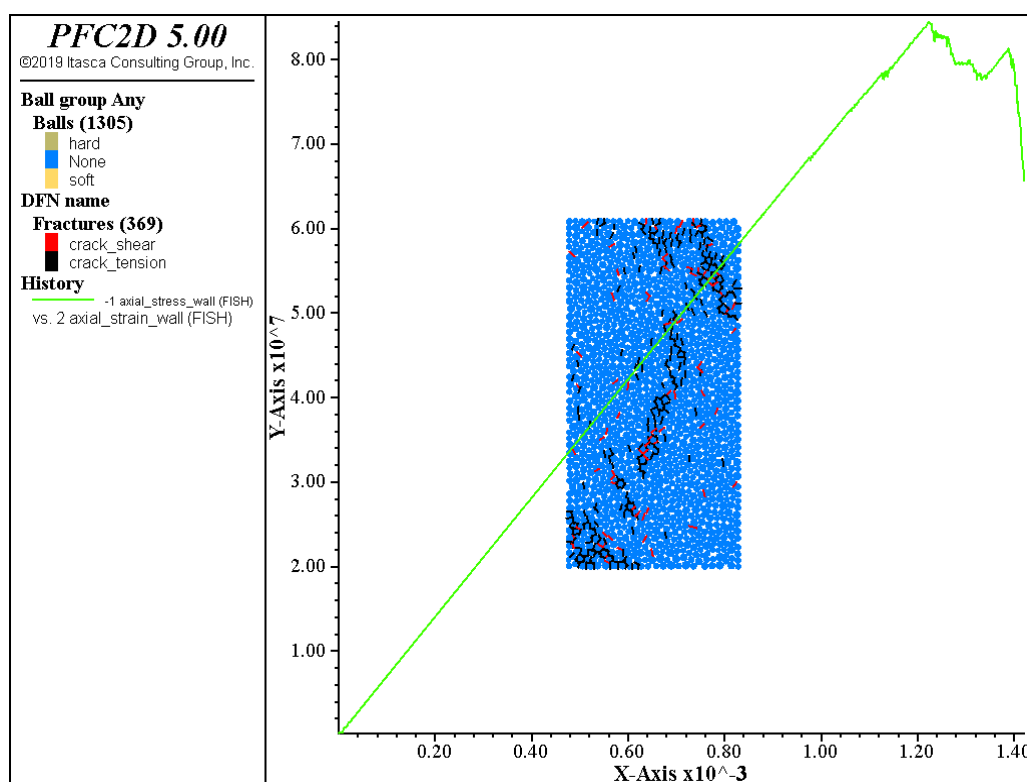 PFC2D 5.00
©2019 Itasca Consulting Group, Inc.
Ball group Any
Balls (1305)
hard
None
soft
DFN name
Fractures (369)
crack_shear
crack_tension
History
-1 axial_stress_wall (FISH)
vs. 2 axial_strain_wall (FISH)
Y-Axis x10^7
8.00
7.00
6.00
5.00
4.00
3.00
2.00
1.00
0.20
0.40
0.60
0.80
1.00
1.20
1.40
X-Axis x10^-3